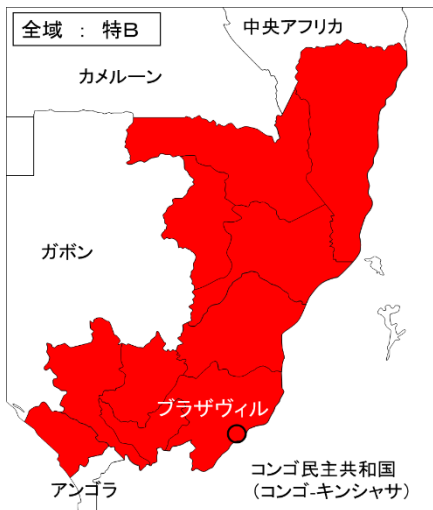 全域 ： 特B
中央アフリカ
カメルーン
ガボン
ブラザヴィル
コンゴ民主共和国
（コンゴ-キンシャサ）
アンゴラ